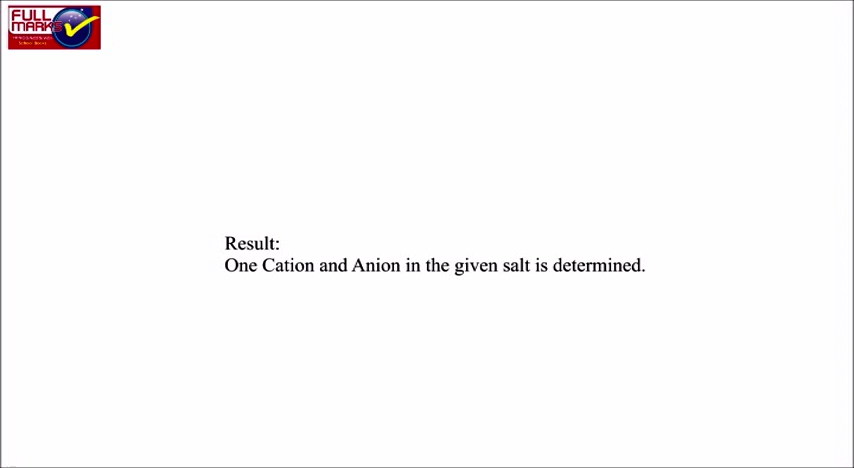 FULL
MARKS
Result:
One Cation and Anion in the given salt is determined.